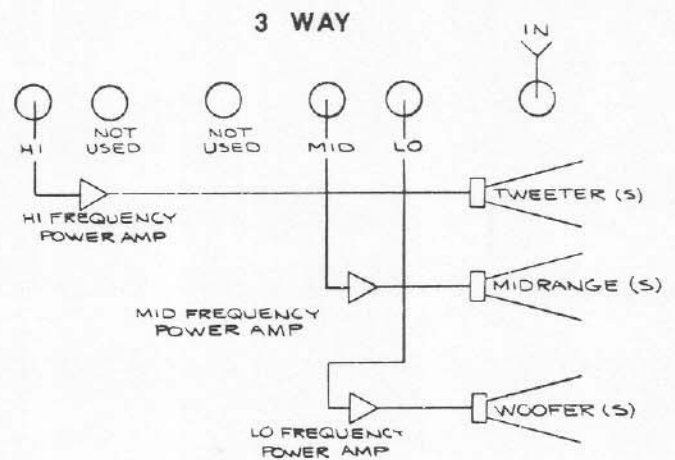 3 WAY
IN
HI
NOT
USED
NOT
USED
MID
LO
TWEETER (S)
HI FREQUENCY
POWER AMP
MIDRANGE (S)
MID FREQUENCY
POWER AMP
WOOFER (S)
LO FREQUENCY
POWER AMP